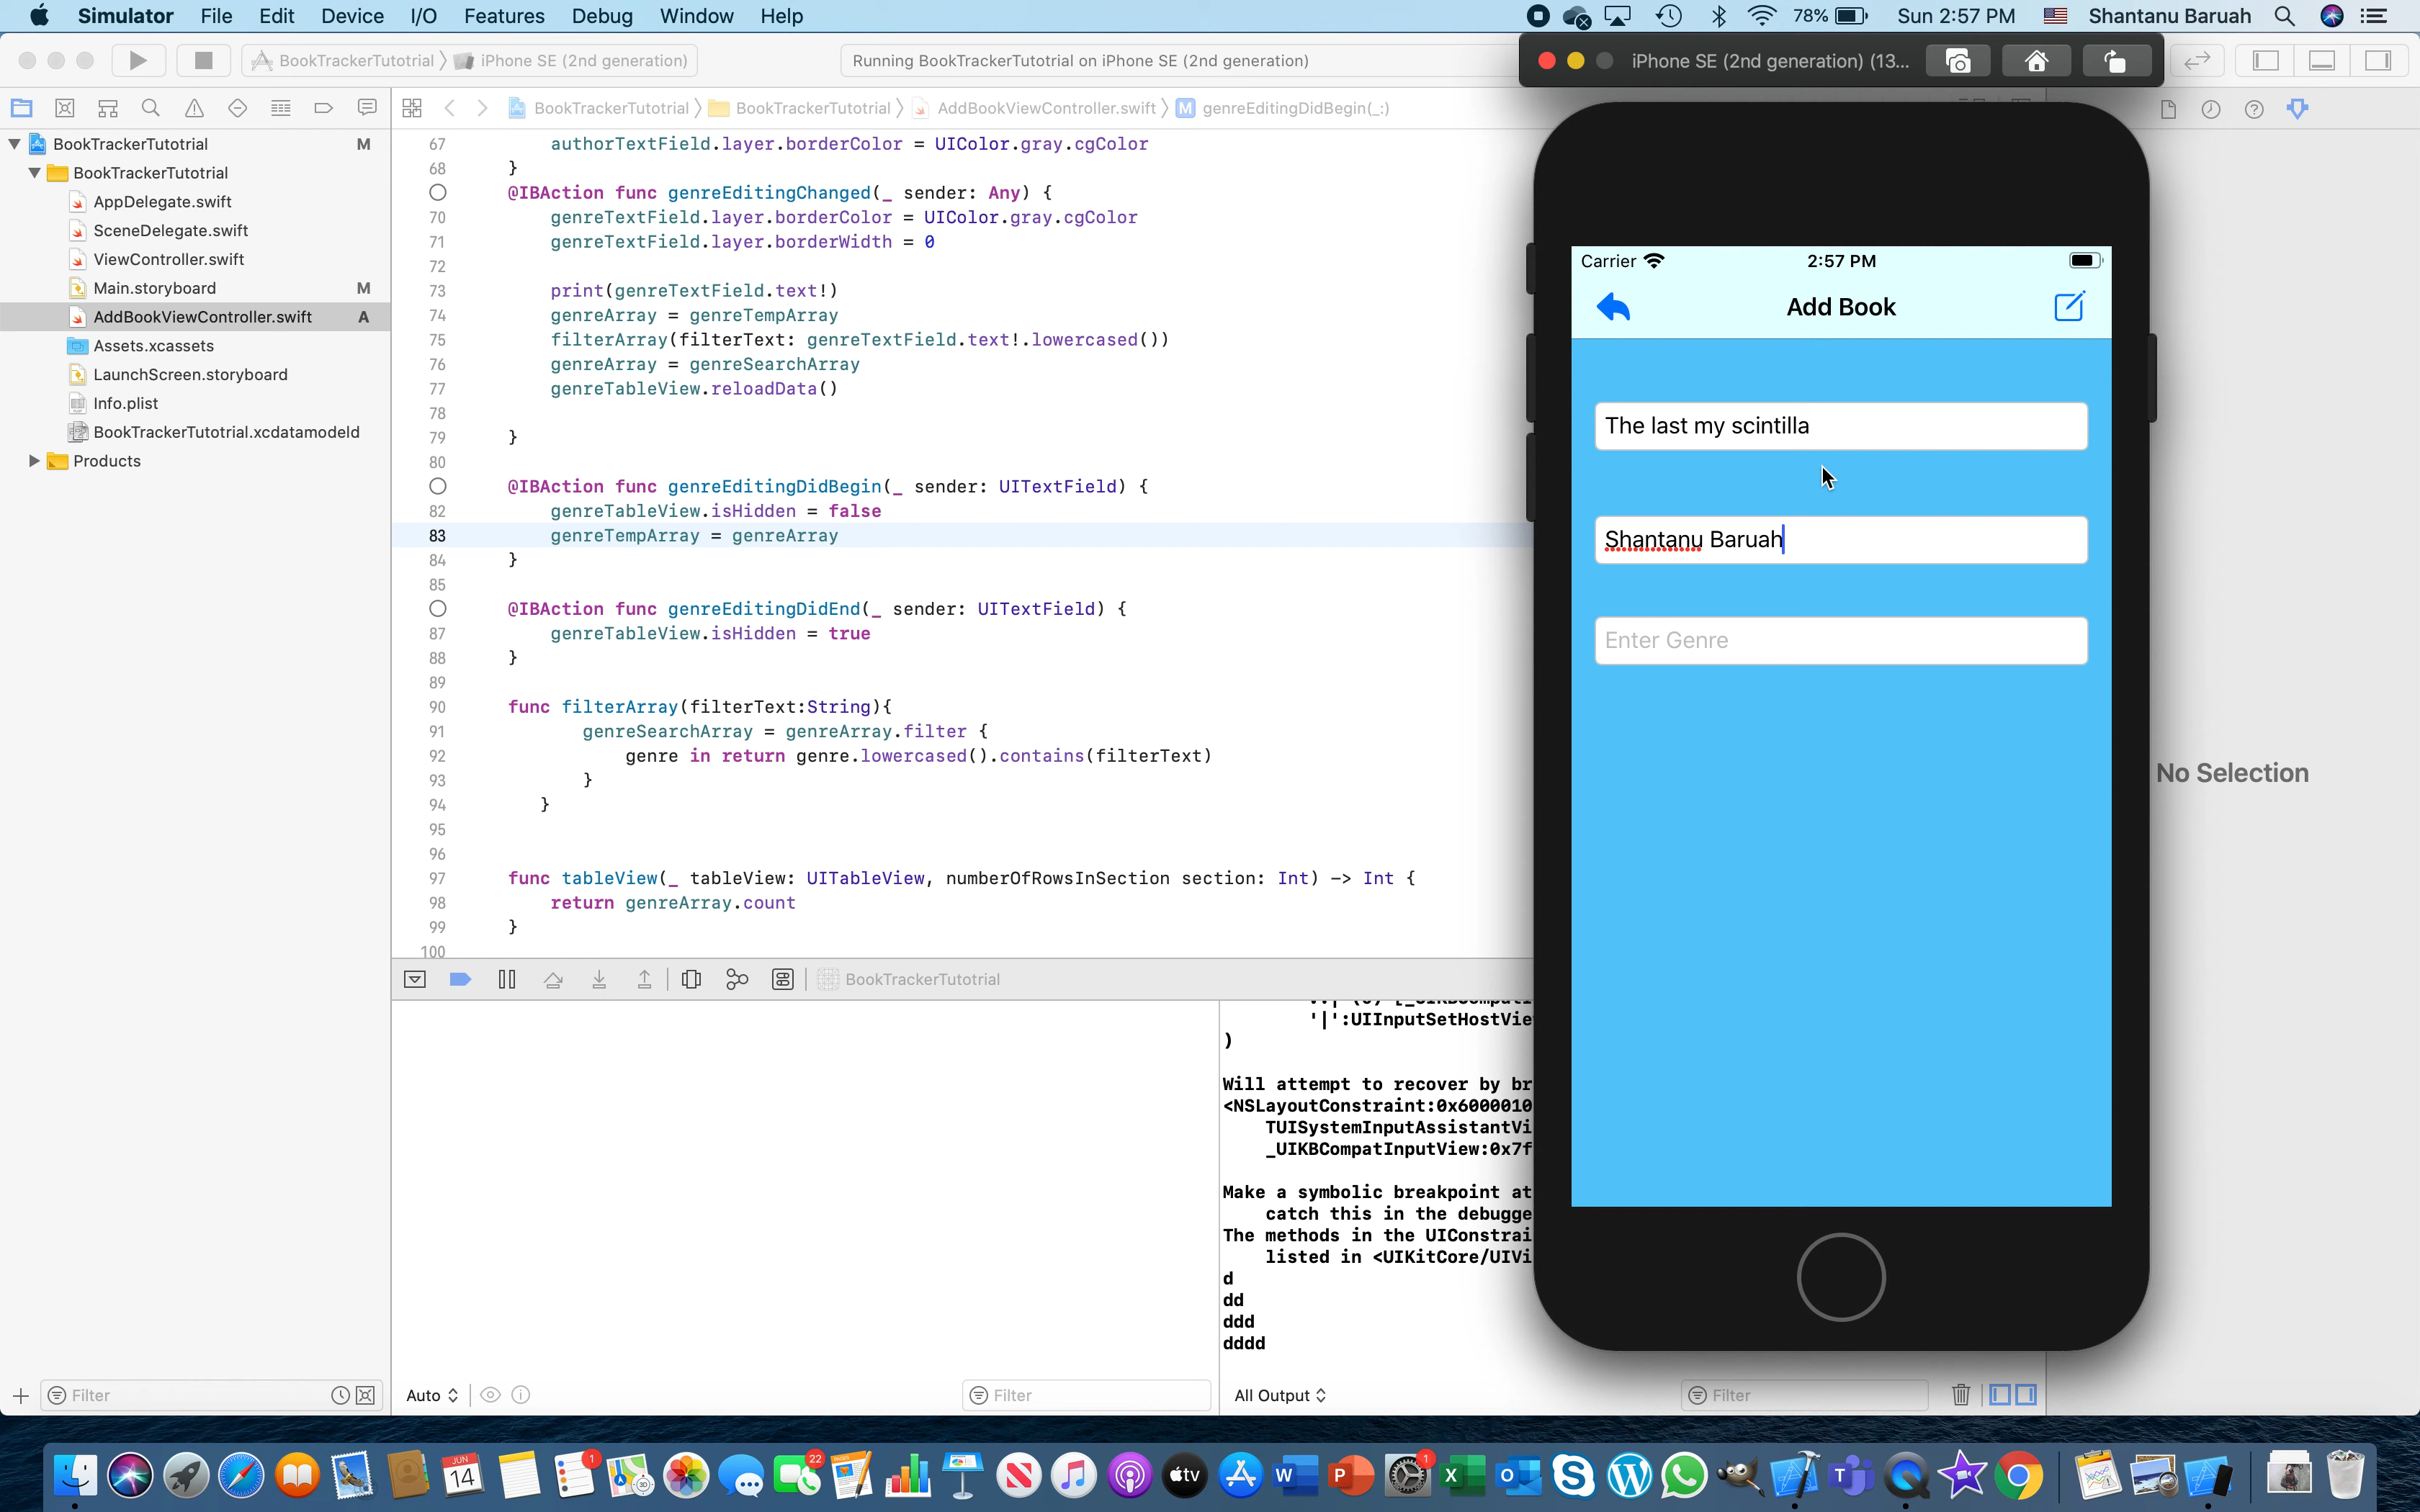 Simulator File Edit Device I/O Features Debug Window Help 78% Sun 2:57 PM Shantanu Baruah
BookTrackerTutotrial iPhone SE (2nd generation) Running BookTrackerTutotrial on iPhone SE (2nd generation)
iPhone SE (2nd generation) (13...
BookTrackerTutotrial BookTrackerTutotrial AddBookViewController.swift M genreEditingDidBegin(_:)
BookTrackerTutotrial M
BookTrackerTutotrial
AppDelegate.swift
SceneDelegate.swift
ViewController.swift
Main.storyboard M
AddBookViewController.swift A
Assets.xcassets
LaunchScreen.storyboard
Info.plist
BookTrackerTutotrial.xcdatamodeld
Products
67 authorTextField.layer.borderColor = UIColor.gray.cgColor
68 }
@IBAction func genreEditingChanged(_ sender: Any) {
70 genreTextField.layer.borderColor = UIColor.gray.cgColor
71 genreTextField.layer.borderWidth = 0
72
73 print(genreTextField.text!)
74 genreArray = genreTempArray
75 filterArray(filterText: genreTextField.text!.lowercased())
76 genreArray = genreSearchArray
77 genreTableView.reloadData()
78
79 }
80
@IBAction func genreEditingDidBegin(_ sender: UITextField) {
82 genreTableView.isHidden = false
83 genreTempArray = genreArray
84 }
85
@IBAction func genreEditingDidEnd(_ sender: UITextField) {
87 genreTableView.isHidden = true
88 }
89
90 func filterArray(filterText:String){
91 genreSearchArray = genreArray.filter {
92 genre in return genre.lowercased().contains(filterText)
93 }
94 }
95
96
97 func tableView(_ tableView: UITableView, numberOfRowsInSection section: Int) -> Int {
98 return genreArray.count
99 }
100
BookTrackerTutotrial
'|':UIInputSetHostVie
)
Will attempt to recover by br
<NSLayoutConstraint:0x6000010
TUISystemInputAssistantVi
_UIKBCompatInputView:0x7f
Make a symbolic breakpoint at
catch this in the debugge
The methods in the UIConstrai
listed in <UIKitCore/UIVi
d
dd
ddd
dddd
Filter Auto Filter All Output Filter
Carrier 2:57 PM
Add Book
The last my scintilla
Shantanu Baruah
Enter Genre
No Selection
JUN
14
1
22
tv
W
P
1
X
O
S
T